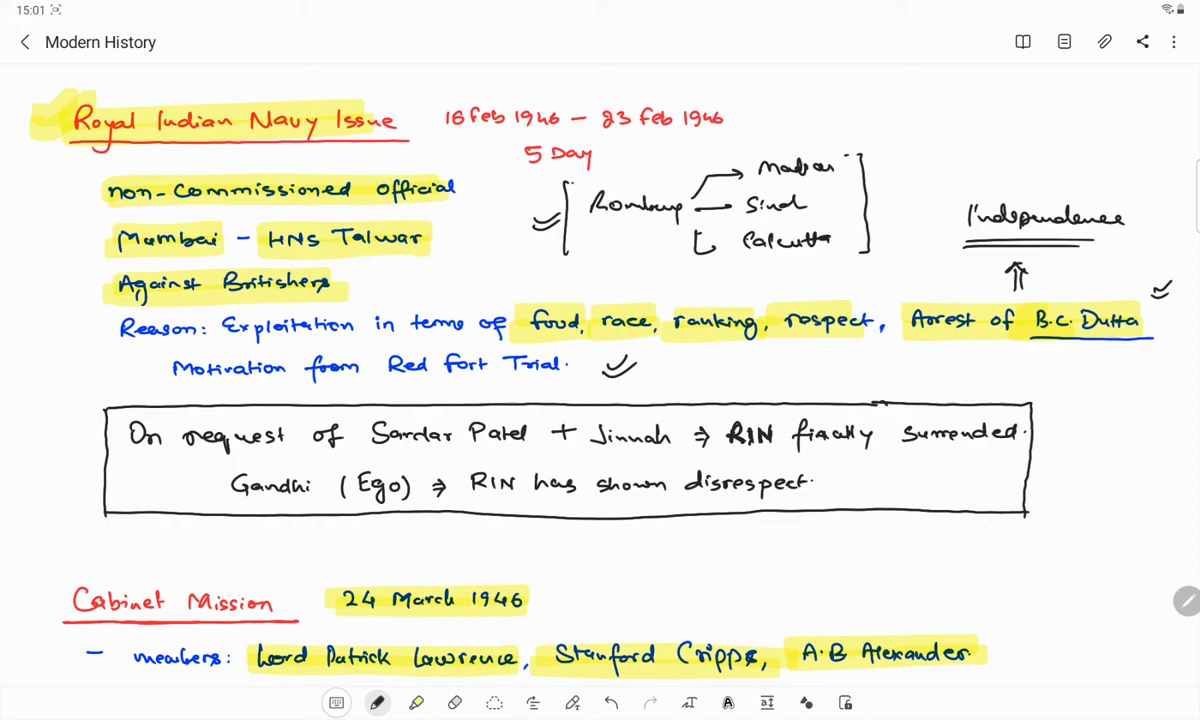 15:01
Modern History
Royal Indian Navy Issue 18 Feb 1946 - 23 Feb 1946
5 Day
non-commissioned official
Bombay
Madras
Sind
Calcutta
Independence
Mumbai - HNS Talwar
Against Britishers
Reason: Exploitation in terms of food, race, ranking, respect, Arrest of B.C. Dutta
Motivation from Red Fort Trial.
On request of Sardar Patel + Jinnah ⇒ RIN finally surrended.
Gandhi (Ego) ⇒ RIN has shown disrespect.
Cabinet Mission 24 March 1946
- members: Lord Patrick Lawrence, Stanford Cripps, A.B Alexander.